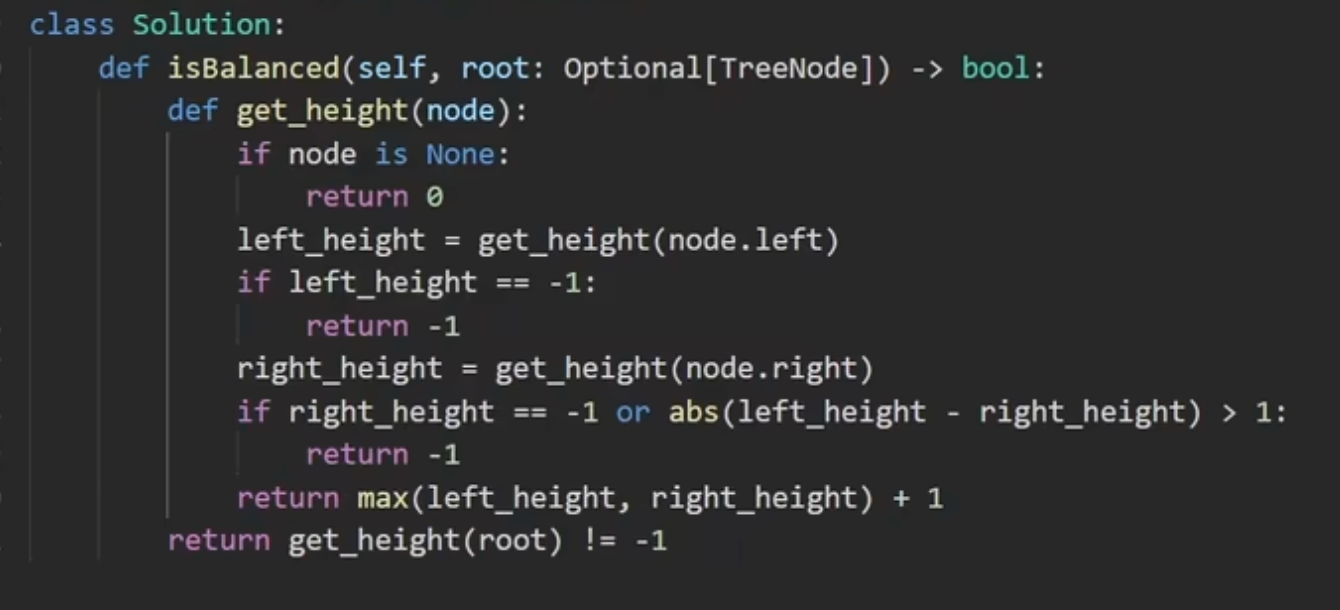 class Solution:
    def isBalanced(self, root: Optional[TreeNode]) -> bool:
        def get_height(node):
            if node is None:
                return 0
            left_height = get_height(node.left)
            if left_height == -1:
                return -1
            right_height = get_height(node.right)
            if right_height == -1 or abs(left_height - right_height) > 1:
                return -1
            return max(left_height, right_height) + 1
        return get_height(root) != -1